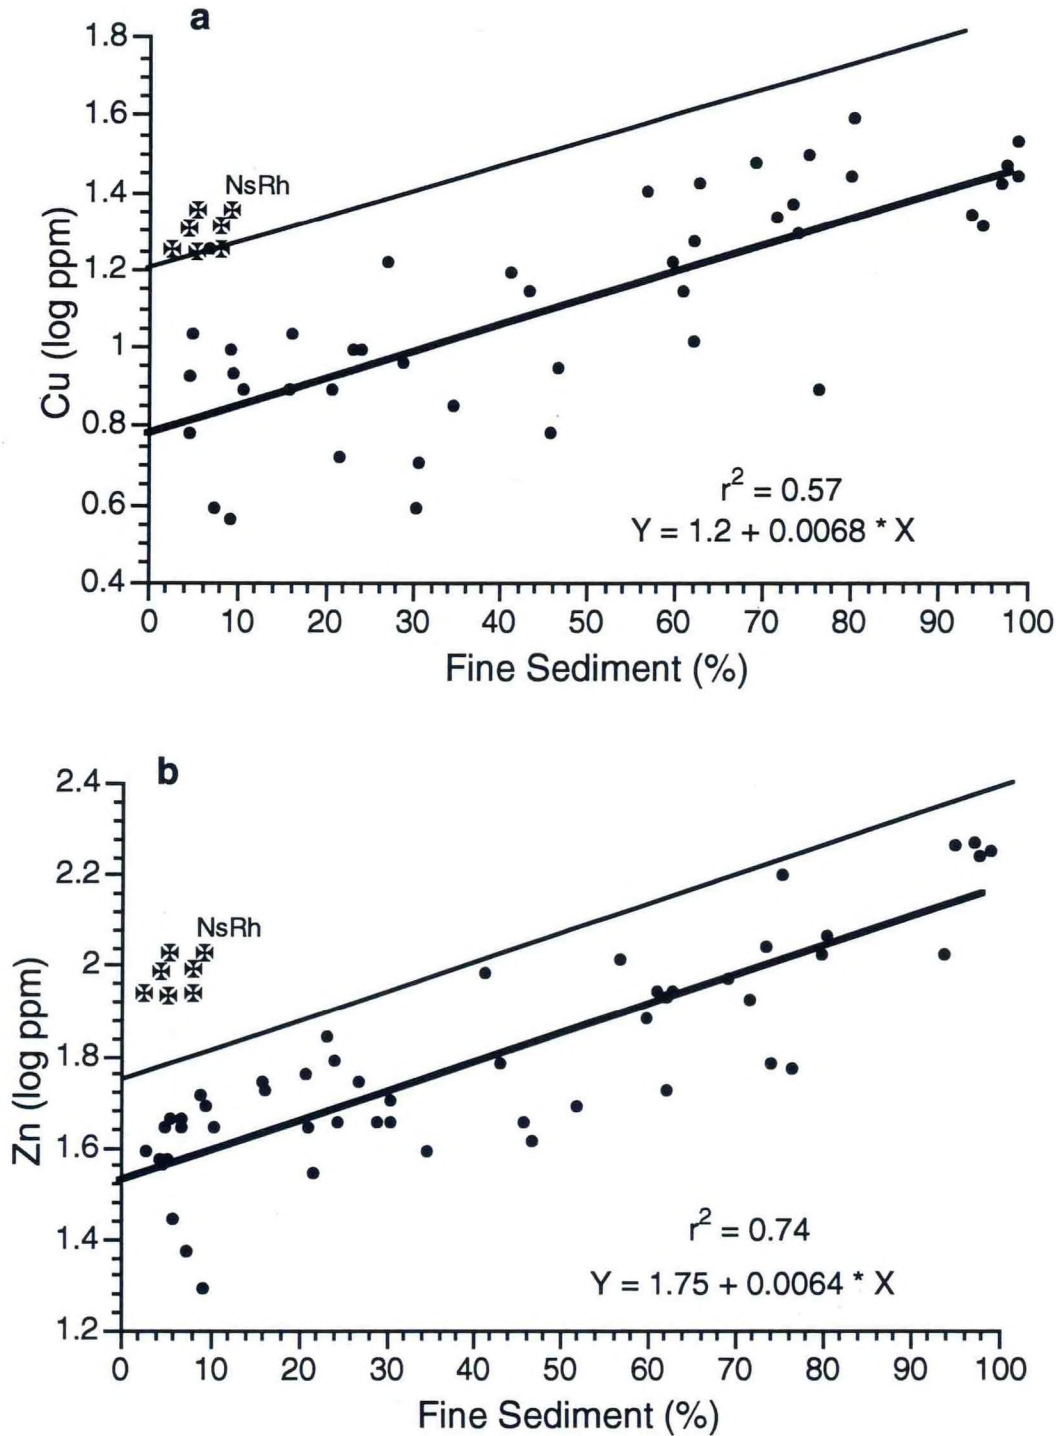 a
1.8
1.6
NsRh
1.4
1.2
1
0.8
0.6
0.4
Cu (log ppm)
r² = 0.57
Y = 1.2 + 0.0068 * X
0 10 20 30 40 50 60 70 80 90 100
Fine Sediment (%)
b
2.4
2.2
NsRh
2
1.8
1.6
1.4
1.2
Zn (log ppm)
r² = 0.74
Y = 1.75 + 0.0064 * X
0 10 20 30 40 50 60 70 80 90 100
Fine Sediment (%)